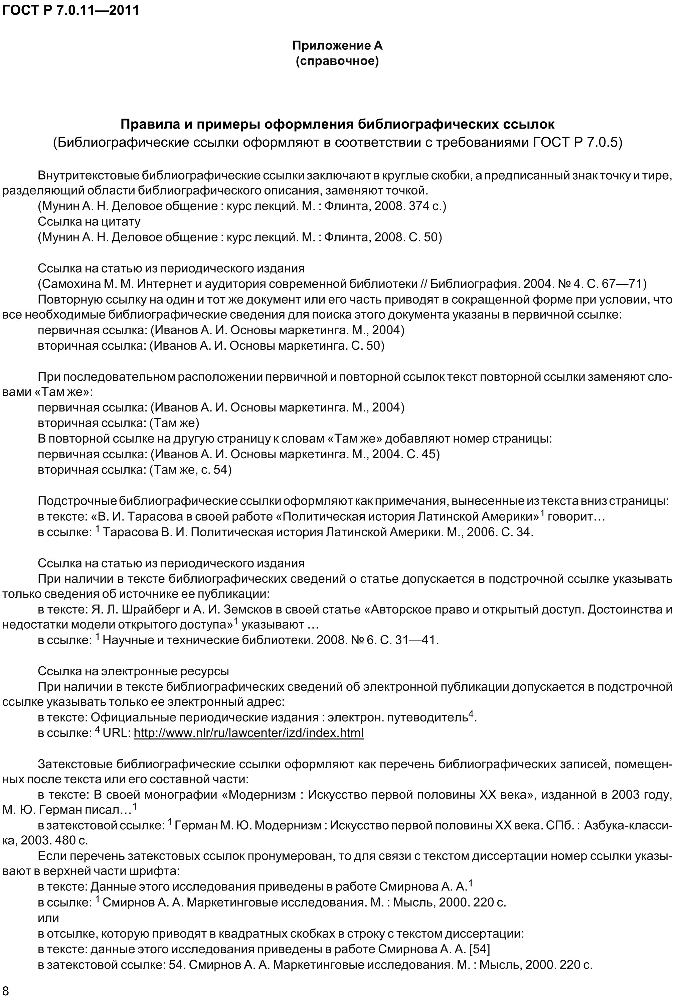 ГОСТ Р 7.0.11—2011
Приложение А
(справочное)
Правила и примеры оформления библиографических ссылок
(Библиографические ссылки оформляют в соответствии с требованиями ГОСТ Р 7.0.5)
Внутритекстовые библиографические ссылки заключают в круглые скобки, а предписанный знак точку и тире,
разделяющий области библиографического описания, заменяют точкой.
(Мунин А. Н. Деловое общение : курс лекций. М. : Флинта, 2008. 374 с.)
Ссылка на цитату
(Мунин А. Н. Деловое общение : курс лекций. М. : Флинта, 2008. С. 50)
Ссылка на статью из периодического издания
(Самохина М. М. Интернет и аудитория современной библиотеки // Библиография. 2004. № 4. С. 67—71)
Повторную ссылку на один и тот же документ или его часть приводят в сокращенной форме при условии, что
все необходимые библиографические сведения для поиска этого документа указаны в первичной ссылке:
первичная ссылка: (Иванов А. И. Основы маркетинга. М., 2004)
вторичная ссылка: (Иванов А. И. Основы маркетинга. С. 50)
При последовательном расположении первичной и повторной ссылок текст повторной ссылки заменяют сло-
вами «Там же»:
первичная ссылка: (Иванов А. И. Основы маркетинга. М., 2004)
вторичная ссылка: (Там же)
В повторной ссылке на другую страницу к словам «Там же» добавляют номер страницы:
первичная ссылка: (Иванов А. И. Основы маркетинга. М., 2004. С. 45)
вторичная ссылка: (Там же, с. 54)
Подстрочные библиографические ссылки оформляют как примечания, вынесенные из текста вниз страницы:
в тексте: «В. И. Тарасова в своей работе «Политическая история Латинской Америки»¹ говорит…
в ссылке: ¹ Тарасова В. И. Политическая история Латинской Америки. М., 2006. С. 34.
Ссылка на статью из периодического издания
При наличии в тексте библиографических сведений о статье допускается в подстрочной ссылке указывать
только сведения об источнике ее публикации:
в тексте: Я. Л. Шрайберг и А. И. Земсков в своей статье «Авторское право и открытый доступ. Достоинства и
недостатки модели открытого доступа»¹ указывают …
в ссылке: ¹ Научные и технические библиотеки. 2008. № 6. С. 31—41.
Ссылка на электронные ресурсы
При наличии в тексте библиографических сведений об электронной публикации допускается в подстрочной
ссылке указывать только ее электронный адрес:
в тексте: Официальные периодические издания : электрон. путеводитель⁴.
в ссылке: ⁴ URL: http://www.nlr/ru/lawcenter/izd/index.html
Затекстовые библиографические ссылки оформляют как перечень библиографических записей, помещен-
ных после текста или его составной части:
в тексте: В своей монографии «Модернизм : Искусство первой половины XX века», изданной в 2003 году,
М. Ю. Герман писал…¹
в затекстовой ссылке: ¹ Герман М. Ю. Модернизм : Искусство первой половины XX века. СПб. : Азбука-класси-
ка, 2003. 480 с.
Если перечень затекстовых ссылок пронумерован, то для связи с текстом диссертации номер ссылки указы-
вают в верхней части шрифта:
в тексте: Данные этого исследования приведены в работе Смирнова А. А.¹
в ссылке: ¹ Смирнов А. А. Маркетинговые исследования. М. : Мысль, 2000. 220 с.
или
в отсылке, которую приводят в квадратных скобках в строку с текстом диссертации:
в тексте: данные этого исследования приведены в работе Смирнова А. А. [54]
в затекстовой ссылке: 54. Смирнов А. А. Маркетинговые исследования. М. : Мысль, 2000. 220 с.
8